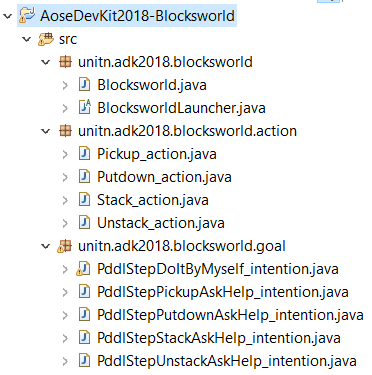 AoseDevKit2018-Blocksworld
src
unitn.adk2018.blocksworld
Blocksworld.java
BlocksworldLauncher.java
unitn.adk2018.blocksworld.action
Pickup_action.java
Putdown_action.java
Stack_action.java
Unstack_action.java
unitn.adk2018.blocksworld.goal
PddlStepDoItByMyself_intention.java
PddlStepPickupAskHelp_intention.java
PddlStepPutdownAskHelp_intention.java
PddlStepStackAskHelp_intention.java
PddlStepUnstackAskHelp_intention.java